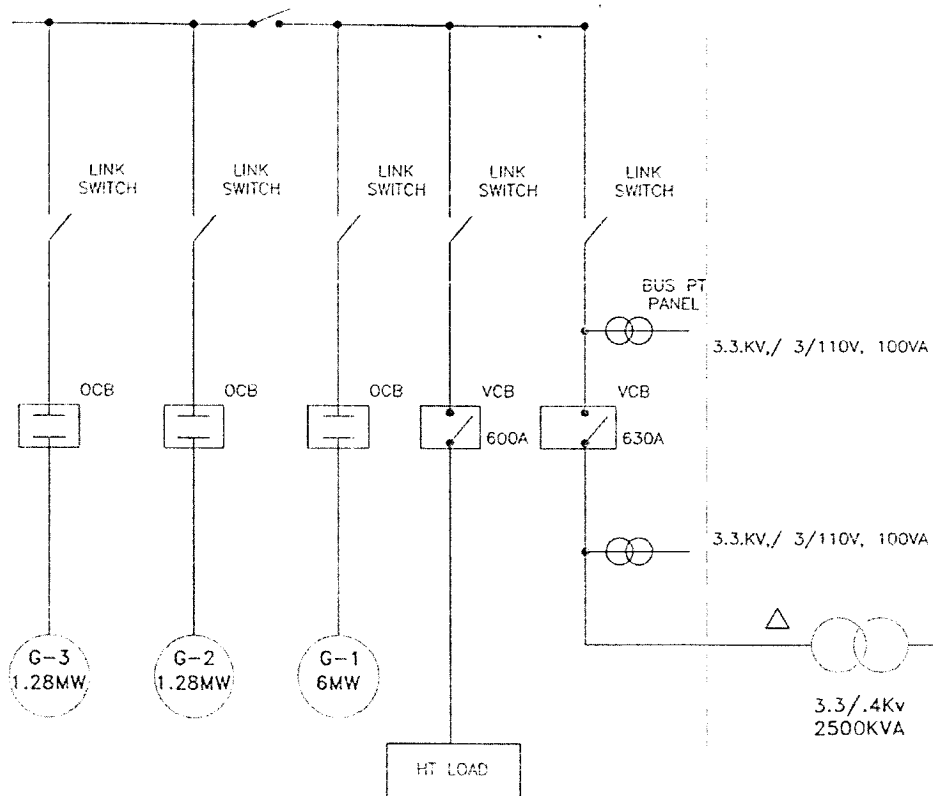 LINK
SWITCH
LINK
SWITCH
LINK
SWITCH
LINK
SWITCH
LINK
SWITCH
BUS PT
PANEL
3.3.KV,/ 3/110V, 100VA
OCB
OCB
OCB
VCB
600A
VCB
630A
3.3.KV,/ 3/110V, 100VA
G-3
1.28MW
G-2
1.28MW
G-1
6MW
3.3/.4Kv
2500KVA
HT LOAD